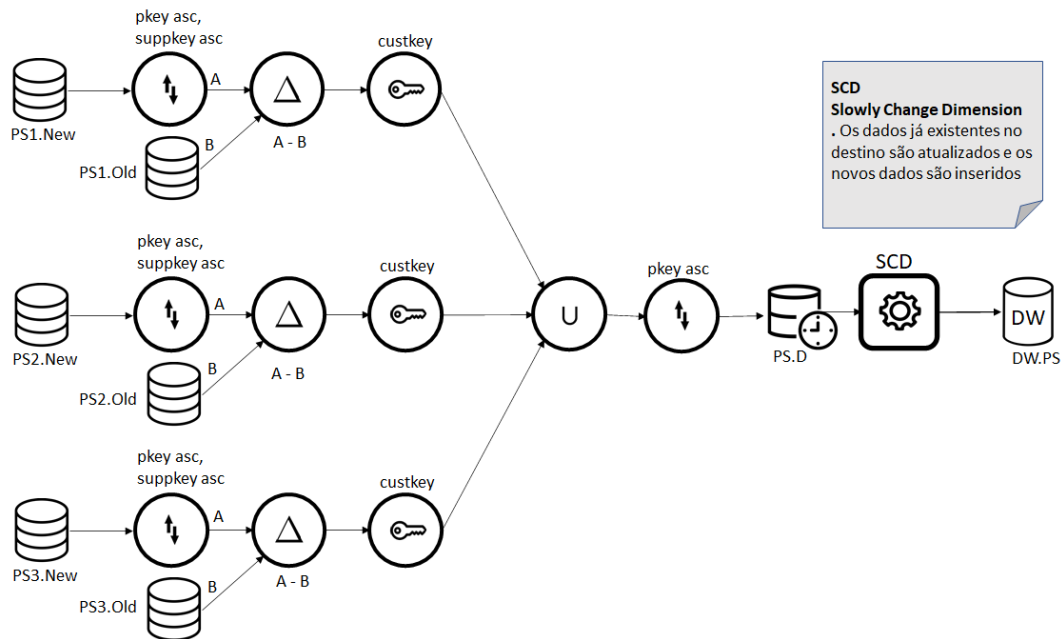 pkey asc,
suppkey asc
custkey
A
PS1.New
B
PS1.Old
A - B
SCD
Slowly Change Dimension
. Os dados já existentes no
destino são atualizados e os
novos dados são inseridos
pkey asc,
suppkey asc
custkey
A
PS2.New
B
PS2.Old
A - B
U
pkey asc
PS.D
SCD
DW
DW.PS
pkey asc,
suppkey asc
custkey
A
PS3.New
B
PS3.Old
A - B